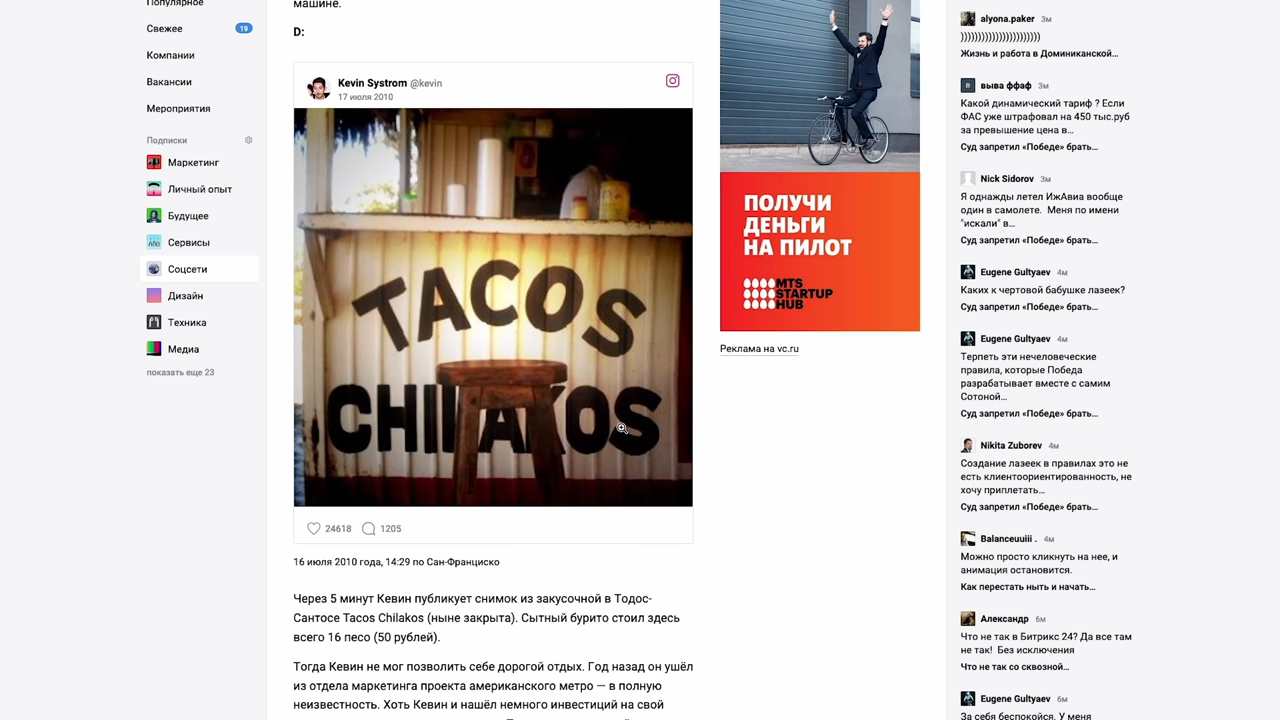 Популярное
Свежее
19
Компании
Вакансии
Мероприятия
Подписки
Маркетинг
Личный опыт
Будущее
Сервисы
Соцсети
Дизайн
Техника
Медиа
показать еще 23
машине.
D:
Kevin Systrom @kevin
17 июля 2010
TACOS
CHILAKOS
24618 1205
16 июля 2010 года, 14:29 по Сан-Франциско
Через 5 минут Кевин публикует снимок из закусочной в Тодос-
Сантосе Tacos Chilakos (ныне закрыта). Сытный бурито стоил здесь
всего 16 песо (50 рублей).
Тогда Кевин не мог позволить себе дорогой отдых. Год назад он ушёл
из отдела маркетинга проекта американского метро — в полную
неизвестность. Хоть Кевин и нашёл немного инвестиций на свой
ПОЛУЧИ
ДЕНЬГИ
НА ПИЛОТ
MTS
STARTUP
HUB
Реклама на vc.ru
alyona.paker 3м
))))))))))))))))))))))
Жизнь и работа в Доминиканской...
В
выва ффаф 3м
Какой динамический тариф ? Если
ФАС уже штрафовал на 450 тыс.руб
за превышение цена в...
Суд запретил «Победе» брать...
Nick Sidorov 3м
Я однажды летел ИжАвиа вообще
один в самолете. Меня по имени
"искали" в...
Суд запретил «Победе» брать...
Eugene Gultyaev 4м
Каких к чертовой бабушке лазеек?
Суд запретил «Победе» брать...
Eugene Gultyaev 4м
Терпеть эти нечеловеческие
правила, которые Победа
разрабатывает вместе с самим
Сотоной...
Суд запретил «Победе» брать...
Nikita Zuborev 4м
Создание лазеек в правилах это не
есть клиентоориентированность, не
хочу приплетать...
Суд запретил «Победе» брать...
Balanceuuiii . 4м
Можно просто кликнуть на нее, и
анимация остановится.
Как перестать ныть и начать...
Александр 6м
Что не так в Битрикс 24? Да все там
не так! Без исключения
Что не так со сквозной...
Eugene Gultyaev 6м
За себя беспокойся. У меня